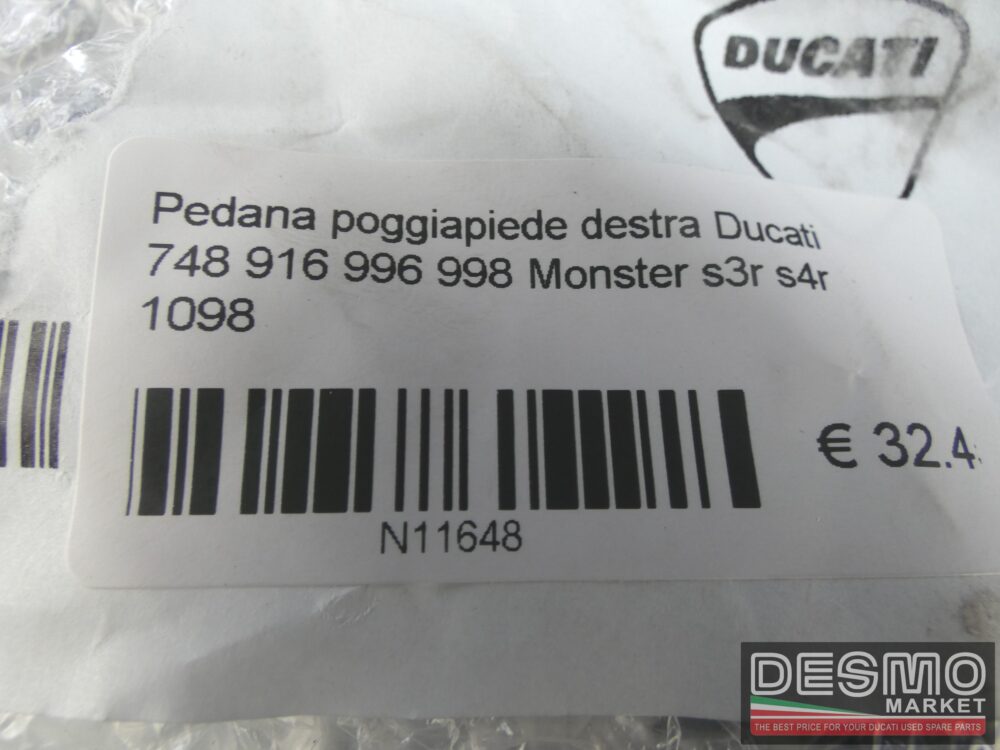 DUCATI
Pedana poggiapiede destra Ducati
748 916 996 998 Monster s3r s4r
1098
€ 32.4
N11648
DESMO
MARKET
THE BEST PRICE FOR YOUR DUCATI USED SPARE PARTS